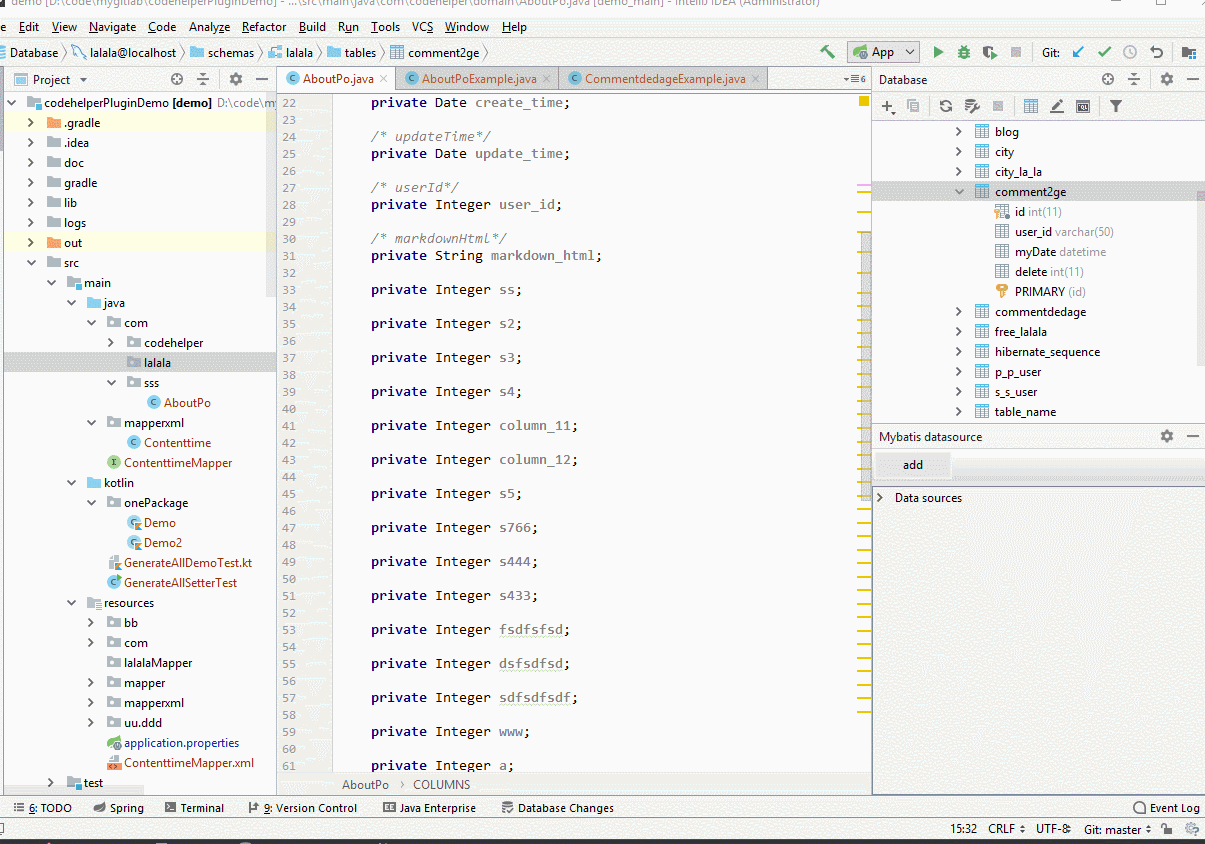 demo [D:\code\mygitlab\codehelperPluginDemo] - ...\src\main\java\com\codehelper\domain\AboutPo.java [demo_main] - IntelliJ IDEA (Administrator)
e Edit View Navigate Code Analyze Refactor Build Run Tools VCS Window Help
Database lalala@localhost schemas lalala tables comment2ge App Git:
Project
AboutPo.java AboutPoExample.java CommentdedageExample.java 6
Database
codehelperPluginDemo [demo] D:\code\my
.gradle
.idea
doc
gradle
lib
logs
out
src
main
java
com
codehelper
lalala
sss
AboutPo
mapperxml
Contenttime
ContenttimeMapper
kotlin
onePackage
Demo
Demo2
GenerateAllDemoTest.kt
GenerateAllSetterTest
resources
bb
com
lalalaMapper
mapper
mapperxml
uu.ddd
application.properties
ContenttimeMapper.xml
test
22 private Date create_time;
23
24 /* updateTime*/
25 private Date update_time;
26
27 /* userId*/
28 private Integer user_id;
29
30 /* markdownHtml*/
31 private String markdown_html;
32
33 private Integer ss;
34
35 private Integer s2;
36
37 private Integer s3;
38
39 private Integer s4;
40
41 private Integer column_11;
42
43 private Integer column_12;
44
45 private Integer s5;
46
47 private Integer s766;
48
49 private Integer s444;
50
51 private Integer s433;
52
53 private Integer fsdfsfsd;
54
55 private Integer dsfsdfsd;
56
57 private Integer sdfsdfsdf;
58
59 private Integer www;
60
61 private Integer a;
AboutPo COLUMNS
blog
city
city_la_la
comment2ge
id int(11)
user_id varchar(50)
myDate datetime
delete int(11)
PRIMARY (id)
commentdedage
free_lalala
hibernate_sequence
p_p_user
s_s_user
table_name
Mybatis datasource
add
Data sources
6: TODO Spring Terminal 9: Version Control Java Enterprise Database Changes Event Log
15:32 CRLF UTF-8 Git: master